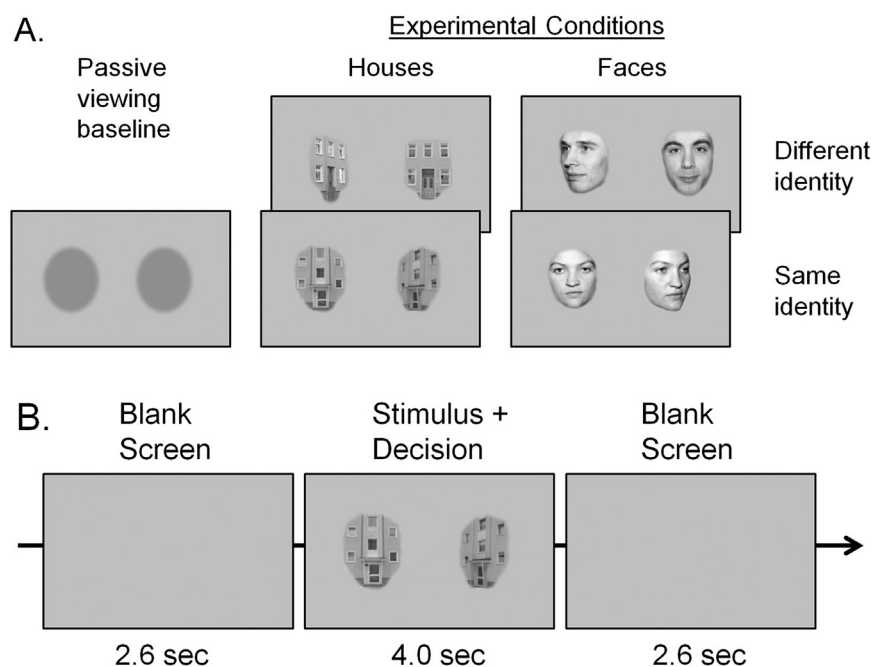 A.
Experimental Conditions
Passive
viewing
baseline
Houses
Faces
Different
identity
Same
identity
B.
Blank
Screen
Stimulus +
Decision
Blank
Screen
2.6 sec
4.0 sec
2.6 sec